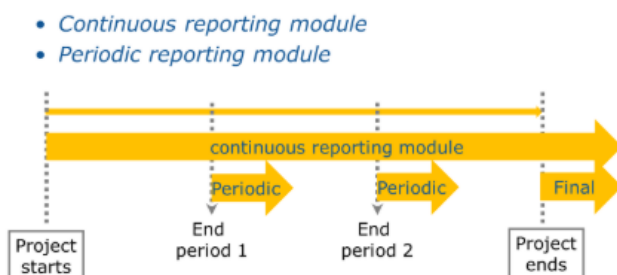 • Continuous reporting module
• Periodic reporting module
continuous reporting module
Periodic
Periodic
Final
End
period 1
End
period 2
Project
starts
Project
ends